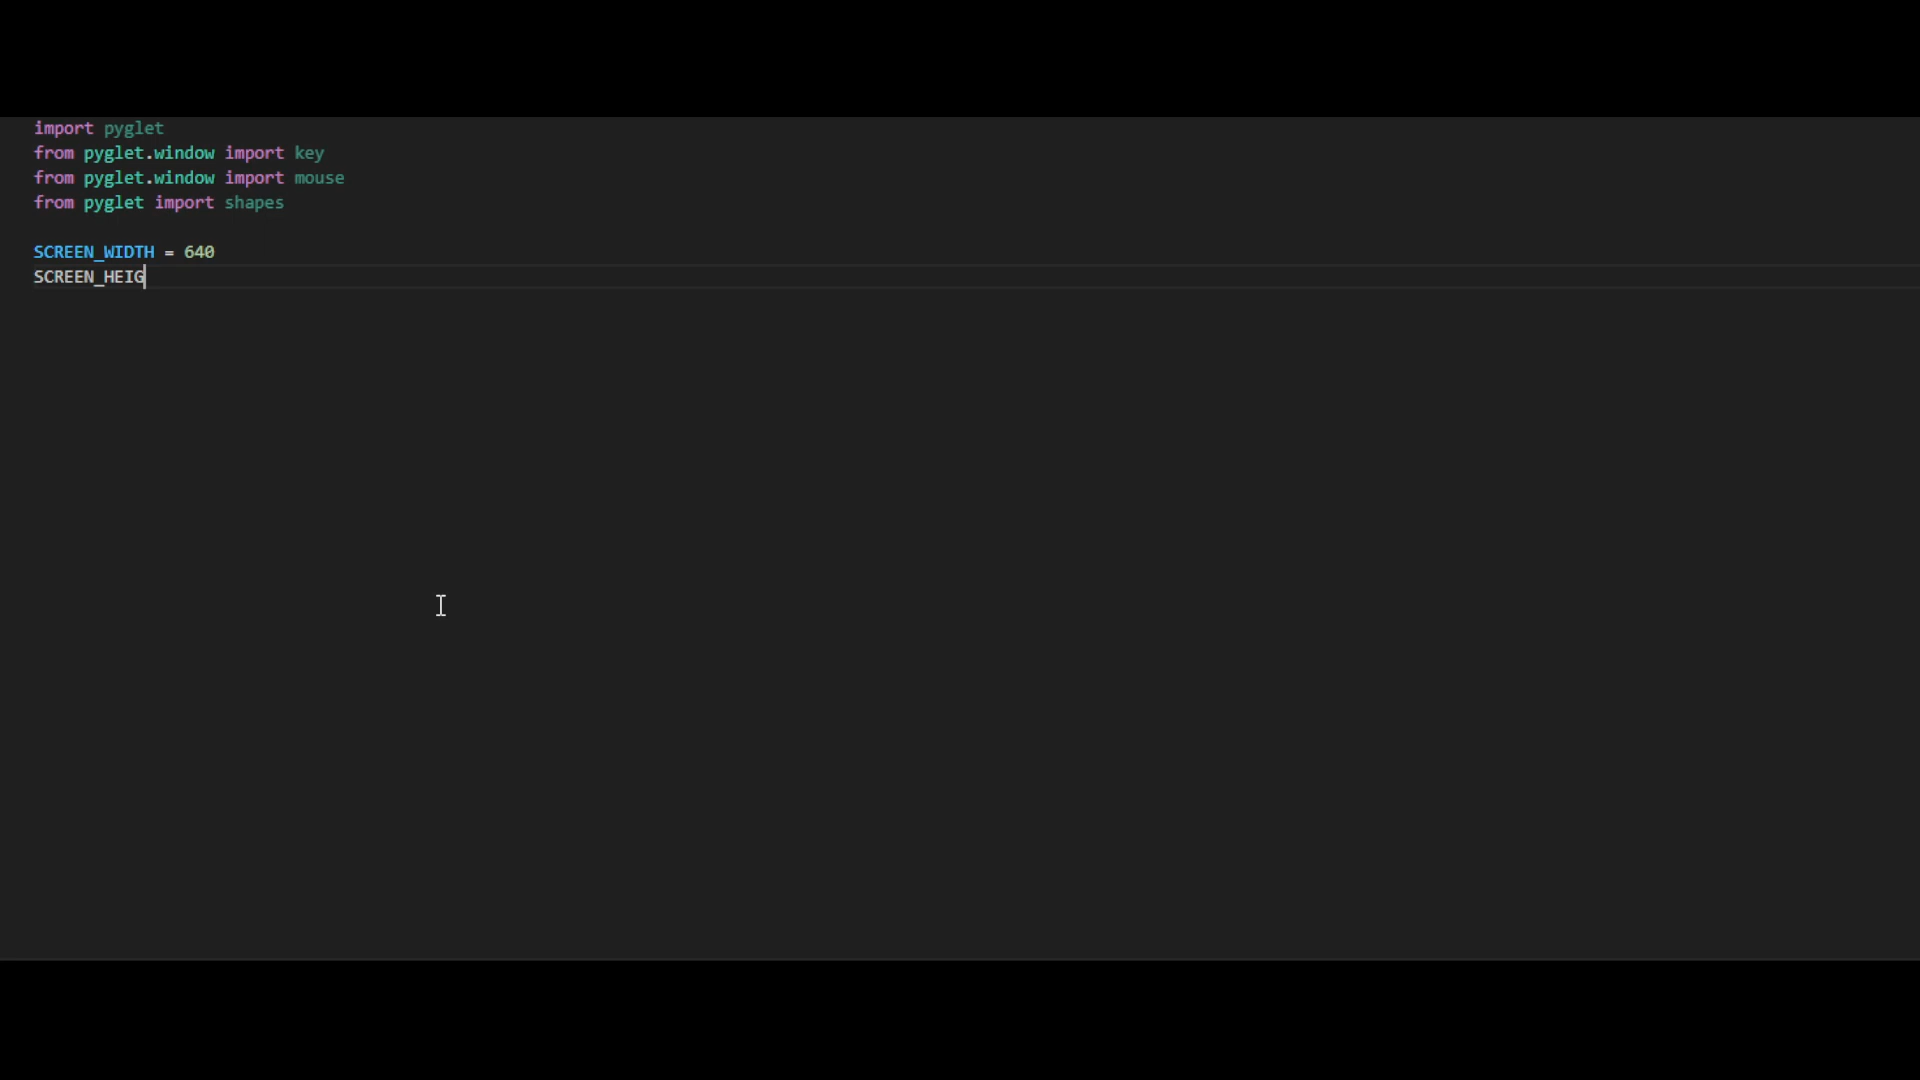 import pyglet
from pyglet.window import key
from pyglet.window import mouse
from pyglet import shapes
SCREEN_WIDTH = 640
SCREEN_HEIG